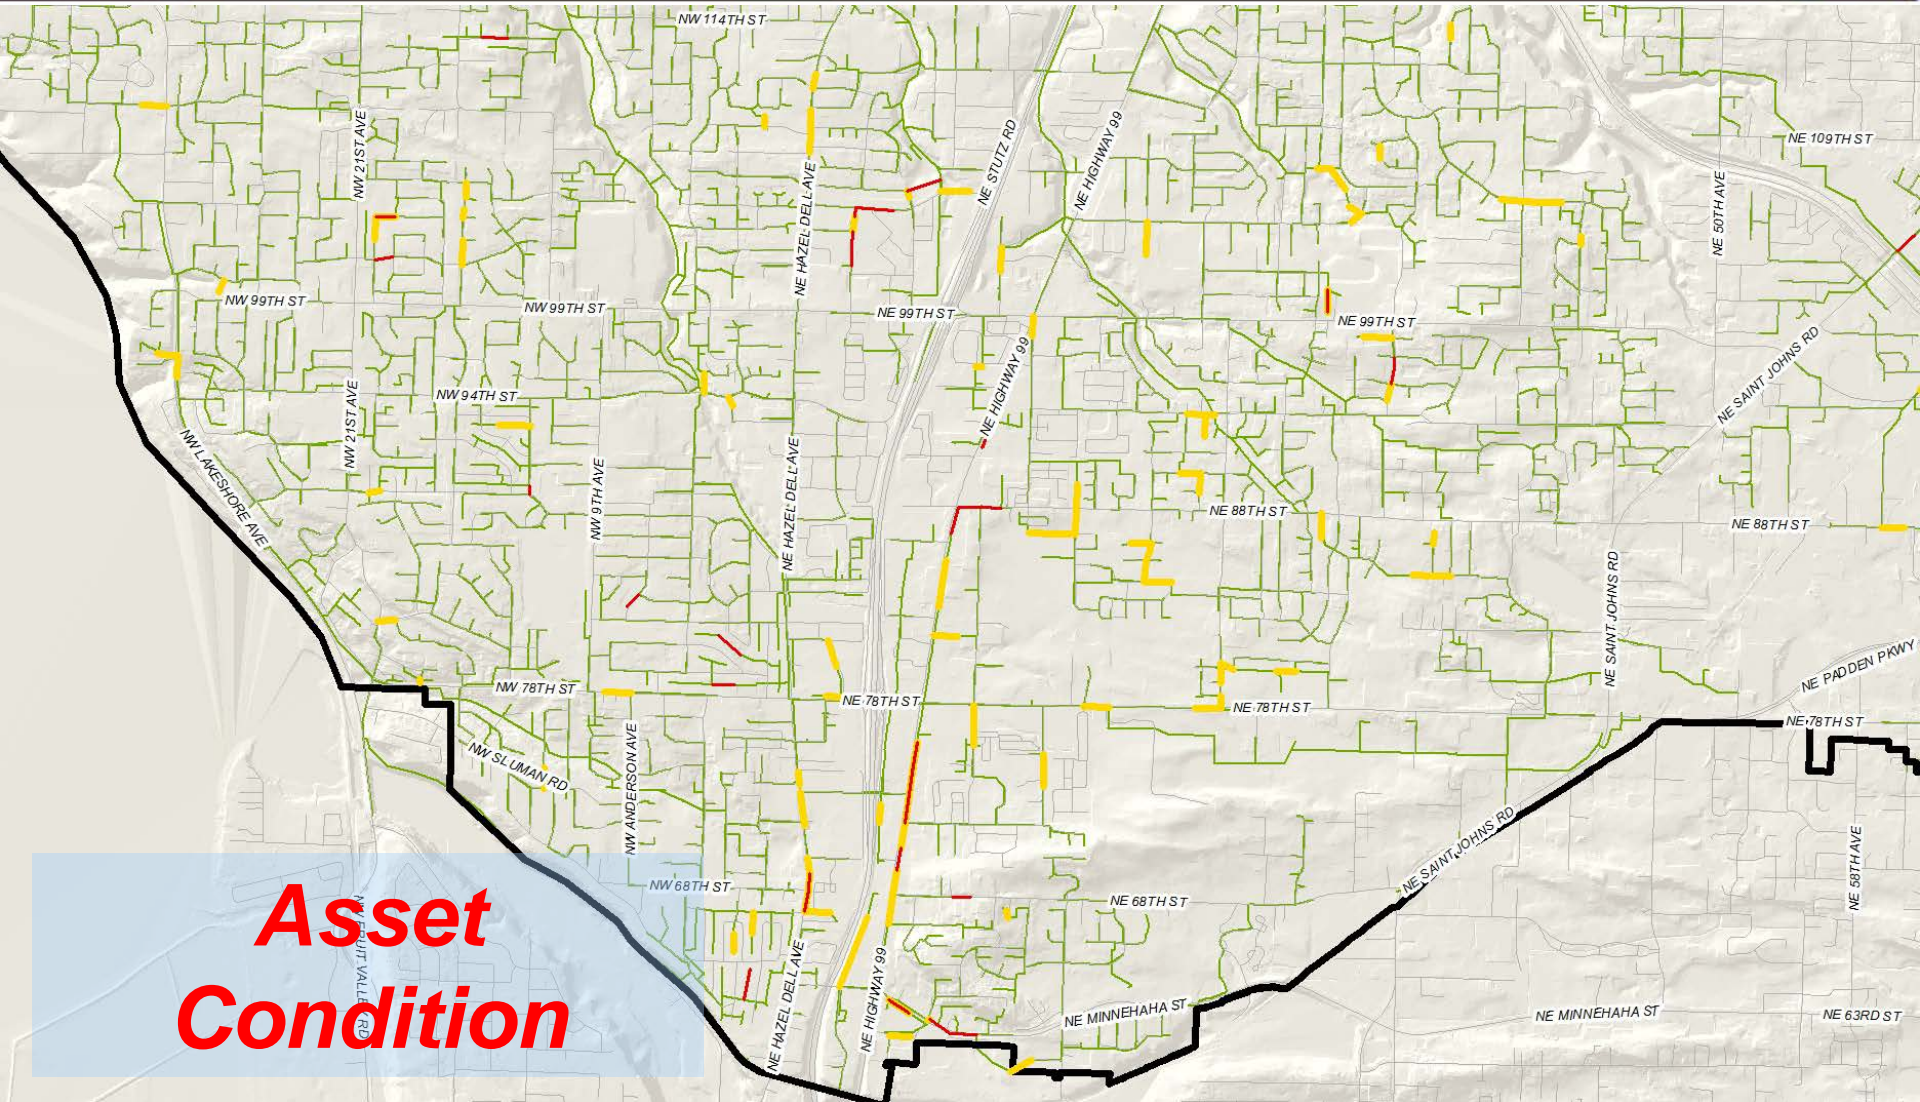 NW 114TH ST
NW 21ST AVE
NE STUTZ RD
NE HIGHWAY 99
NE 109TH ST
NE HAZEL DELL AVE
NE 50TH AVE
NW 99TH ST
NW 99TH ST
NE 99TH ST
NE 99TH ST
NE HIGHWAY 99
NE SAINT JOHNS RD
NW 21ST AVE
NW 94TH ST
NW LAKESHORE AVE
NW 9TH AVE
NE HAZEL DELL AVE
NE 88TH ST
NE 88TH ST
NE SAINT JOHNS RD
NE PADDEN PKWY
NW 78TH ST
NE 78TH ST
NE 78TH ST
NE 78TH ST
NW SLUMAN RD
NW ANDERSON AVE
NE SAINT JOHNS RD
NE 58TH AVE
NW 68TH ST
NE 68TH ST
Asset
Condition
NW FRUIT VALLEY RD
NE HAZEL DELL AVE
NE HIGHWAY 99
NE MINNEHAHA ST
NE MINNEHAHA ST
NE 63RD ST